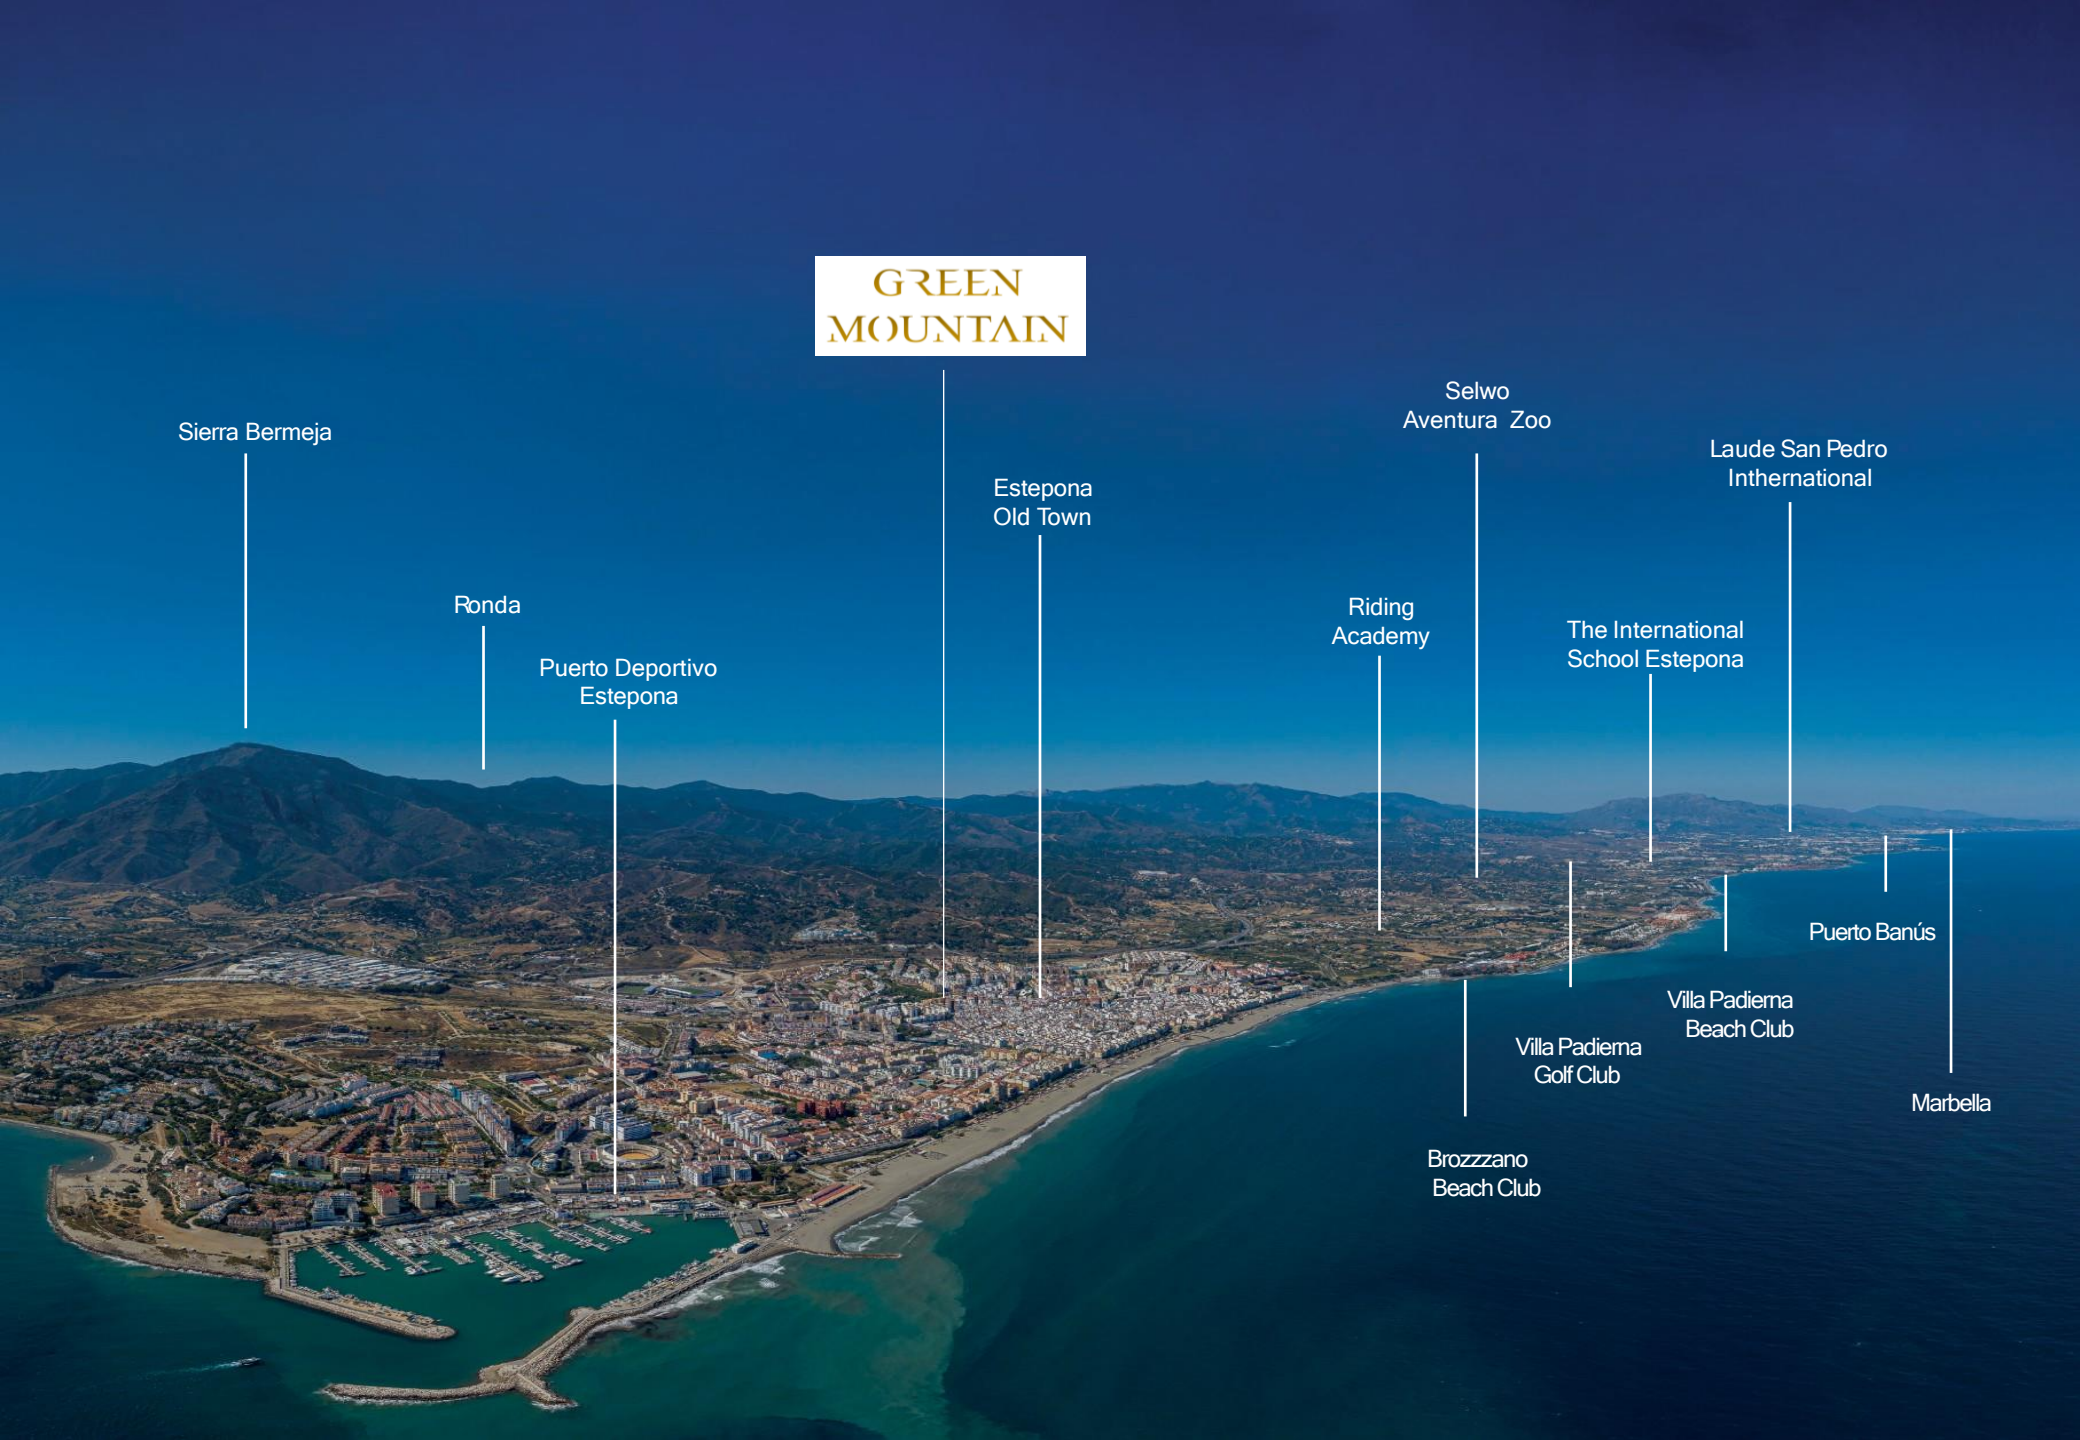 GREEN
MOUNTAIN
Sierra Bermeja
Ronda
Puerto Deportivo
Estepona
Estepona
Old Town
Riding
Academy
Selwo
Aventura Zoo
The International
School Estepona
Laude San Pedro
Inthernational
Puerto Banús
Villa Padierna
Beach Club
Villa Padierna
Golf Club
Marbella
Brozzzano
Beach Club